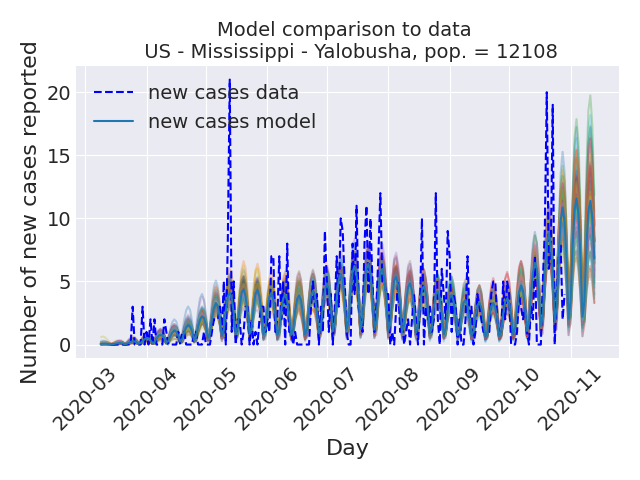 Model comparison to data
US - Mississippi - Yalobusha, pop. = 12108
Number of new cases reported
20
15
10
5
0
new cases data
new cases model
2020-03
2020-04
2020-05
2020-06
2020-07
2020-08
2020-09
2020-10
2020-11
Day